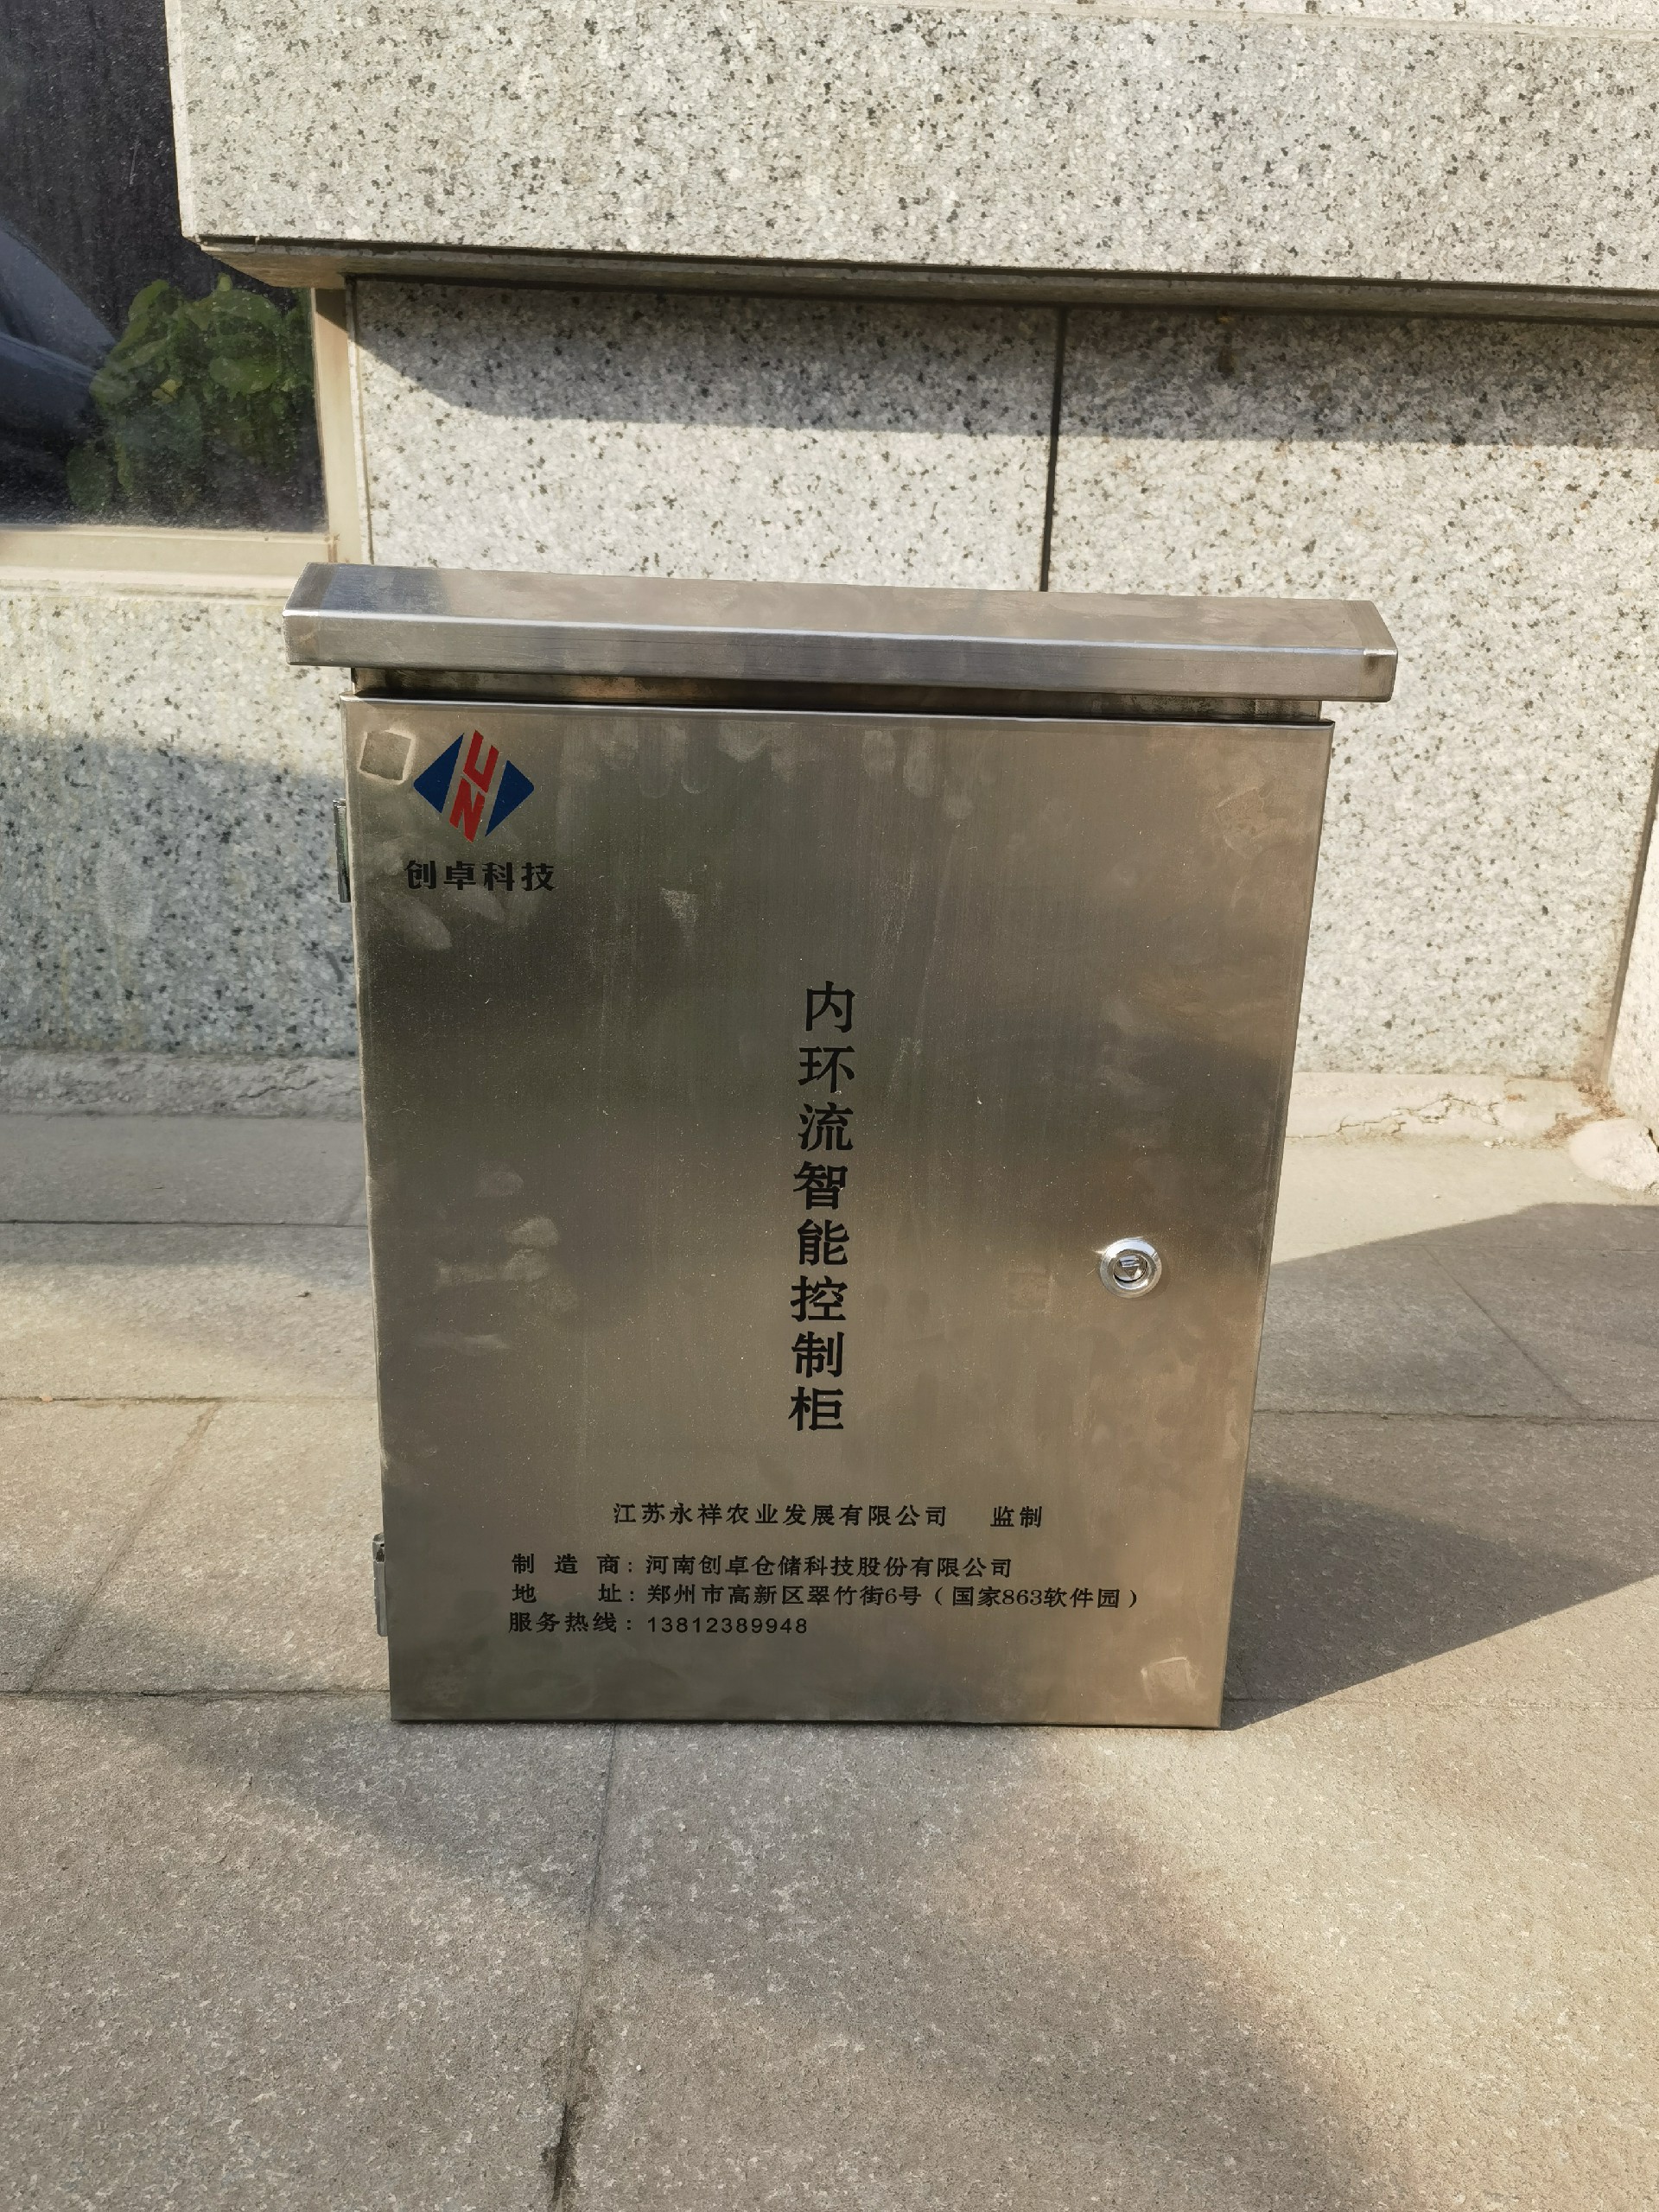 UN
创卓科技
内环流智能控制柜
江苏永祥农业发展有限公司 监制
制 造 商：河南创卓仓储科技股份有限公司
地 址：郑州市高新区翠竹街6号（国家863软件园）
服务热线：13812389948